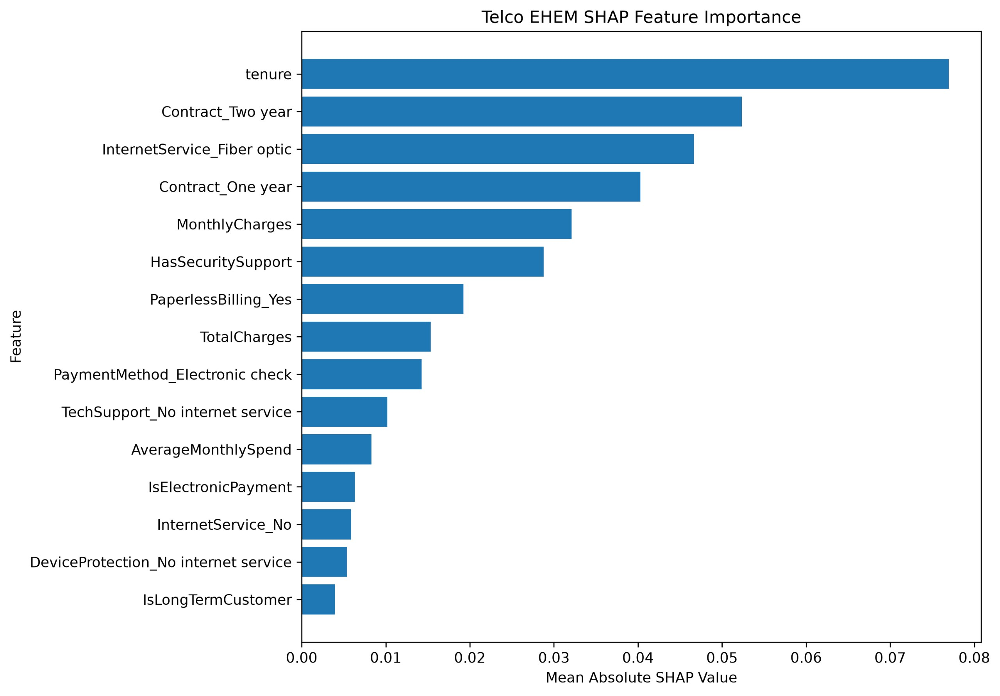 Telco EHEM SHAP Feature Importance
Feature
tenure
Contract_Two year
InternetService_Fiber optic
Contract_One year
MonthlyCharges
HasSecuritySupport
PaperlessBilling_Yes
TotalCharges
PaymentMethod_Electronic check
TechSupport_No internet service
AverageMonthlySpend
IsElectronicPayment
InternetService_No
DeviceProtection_No internet service
IsLongTermCustomer
0.00 0.01 0.02 0.03 0.04 0.05 0.06 0.07 0.08
Mean Absolute SHAP Value